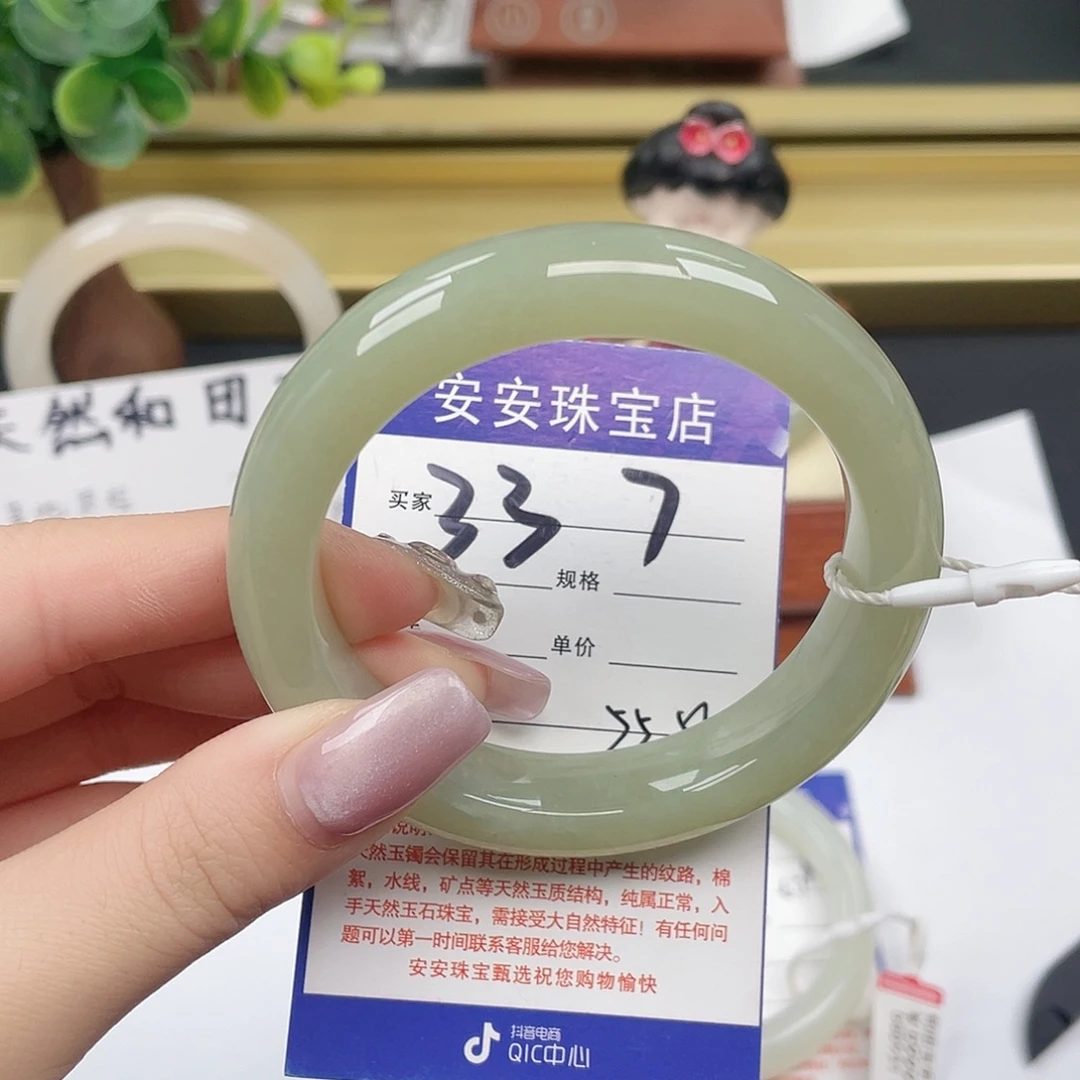 天然和田
安安珠宝店
买家 33 7
规格
单价
然玉镯会保留其在形成过程中产生的纹路，棉
絮，水线，矿点等天然玉质结构，纯属正常，入
手天然玉石珠宝，需接受大自然特征！有任何问
题可以第一时间联系客服给您解决。
安安珠宝甄选祝您购物愉快
抖音电商
QIC中心